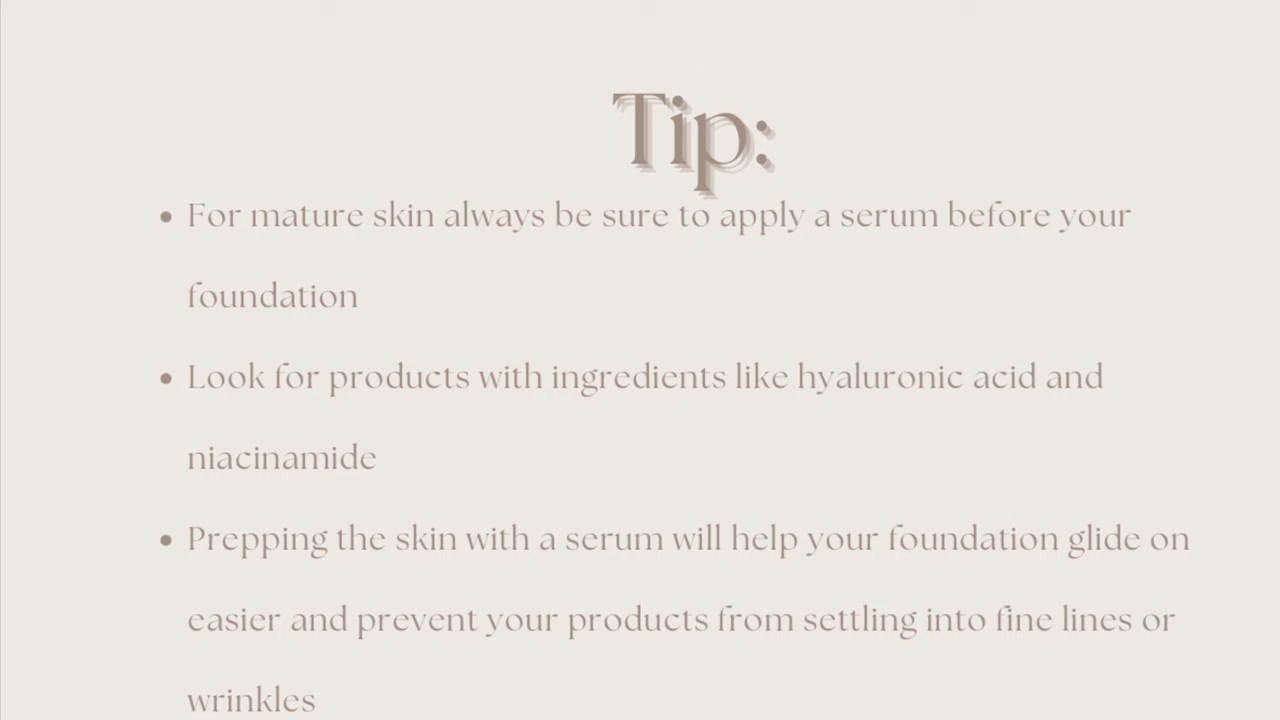 Tip:
• For mature skin always be sure to apply a serum before your
foundation
• Look for products with ingredients like hyaluronic acid and
niacinamide
• Prepping the skin with a serum will help your foundation glide on
easier and prevent your products from settling into fine lines or
wrinkles